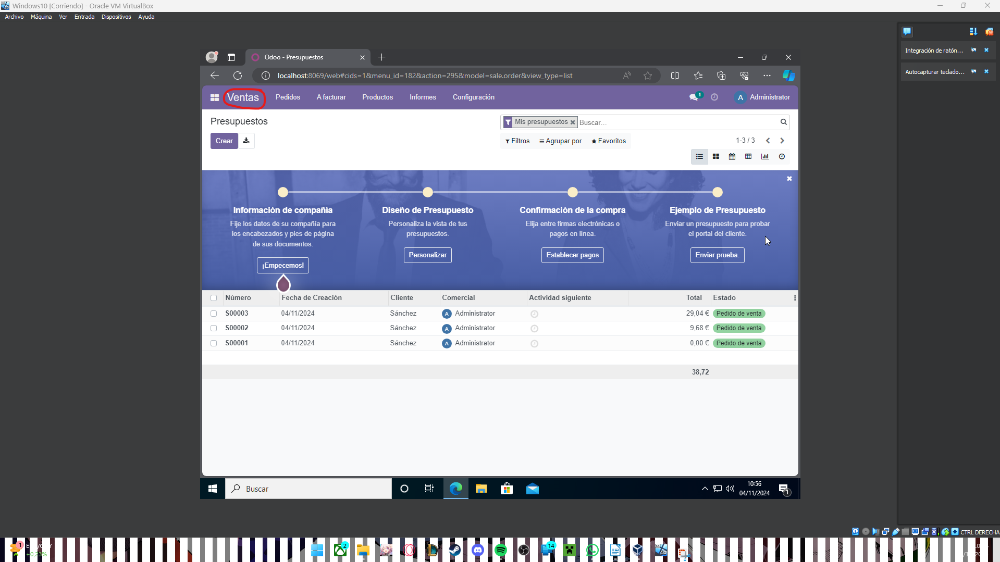 Windows10 [Corriendo] - Oracle VM VirtualBox
Archivo Máquina Ver Entrada Dispositivos Ayuda
Integración de ratón...
Autocapturar teclado...
Odoo - Presupuestos
localhost:8069/web#cids=1&menu_id=182&action=295&model=sale.order&view_type=list
Ventas Pedidos A facturar Productos Informes Configuración 1 A Administrator
Presupuestos
Mis presupuestos Buscar...
Crear
Filtros Agrupar por Favoritos 1-3 / 3
Información de compañía
Fije los datos de su compañía para
los encabezados y pies de página
de sus documentos.
¡Empecemos!
Diseño de Presupuesto
Personaliza la vista de tus
presupuestos.
Personalizar
Confirmación de la compra
Elija entre firmas electrónicas o
pagos en línea.
Establecer pagos
Ejemplo de Presupuesto
Enviar un presupuesto para probar
el portal del cliente.
Enviar prueba.
Número Fecha de Creación Cliente Comercial Actividad siguiente Total Estado
S00003 04/11/2024 Sánchez A Administrator 29,04 € Pedido de venta
S00002 04/11/2024 Sánchez A Administrator 9,68 € Pedido de venta
S00001 04/11/2024 Sánchez A Administrator 0,00 € Pedido de venta
38,72
Buscar
10:56
04/11/2024
1
CTRL DERECHA
1
+0,23%
2
14